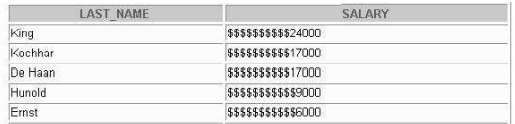 LAST_NAME SALARY
King $$$$$$$$$$24000
Kochhar $$$$$$$$$$17000
De Haan $$$$$$$$$$17000
Hunold $$$$$$$$$$$9000
Ernst $$$$$$$$$$$6000